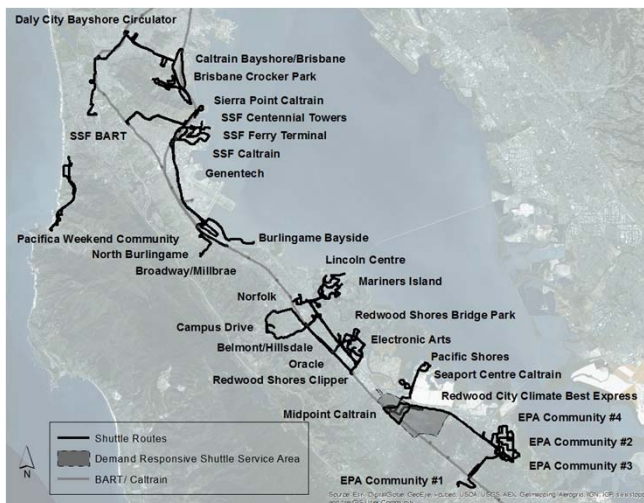 Daly City Bayshore Circulator
Caltrain Bayshore/Brisbane
Brisbane Crocker Park
Sierra Point Caltrain
SSF Centennial Towers
SSF BART
SSF Ferry Terminal
SSF Caltrain
Genentech
Pacifica Weekend Community
Burlingame Bayside
North Burlingame
Broadway/Millbrae
Lincoln Centre
Mariners Island
Norfolk
Redwood Shores Bridge Park
Campus Drive
Electronic Arts
Belmont/Hillsdale
Pacific Shores
Oracle
Seaport Centre Caltrain
Redwood Shores Clipper
Redwood City Climate Best Express
Midpoint Caltrain
EPA Community #4
EPA Community #2
EPA Community #3
EPA Community #1
N
Shuttle Routes
Demand Responsive Shuttle Service Area
BART/ Caltrain
Source: Esri, DigitalGlobe, GeoEye,